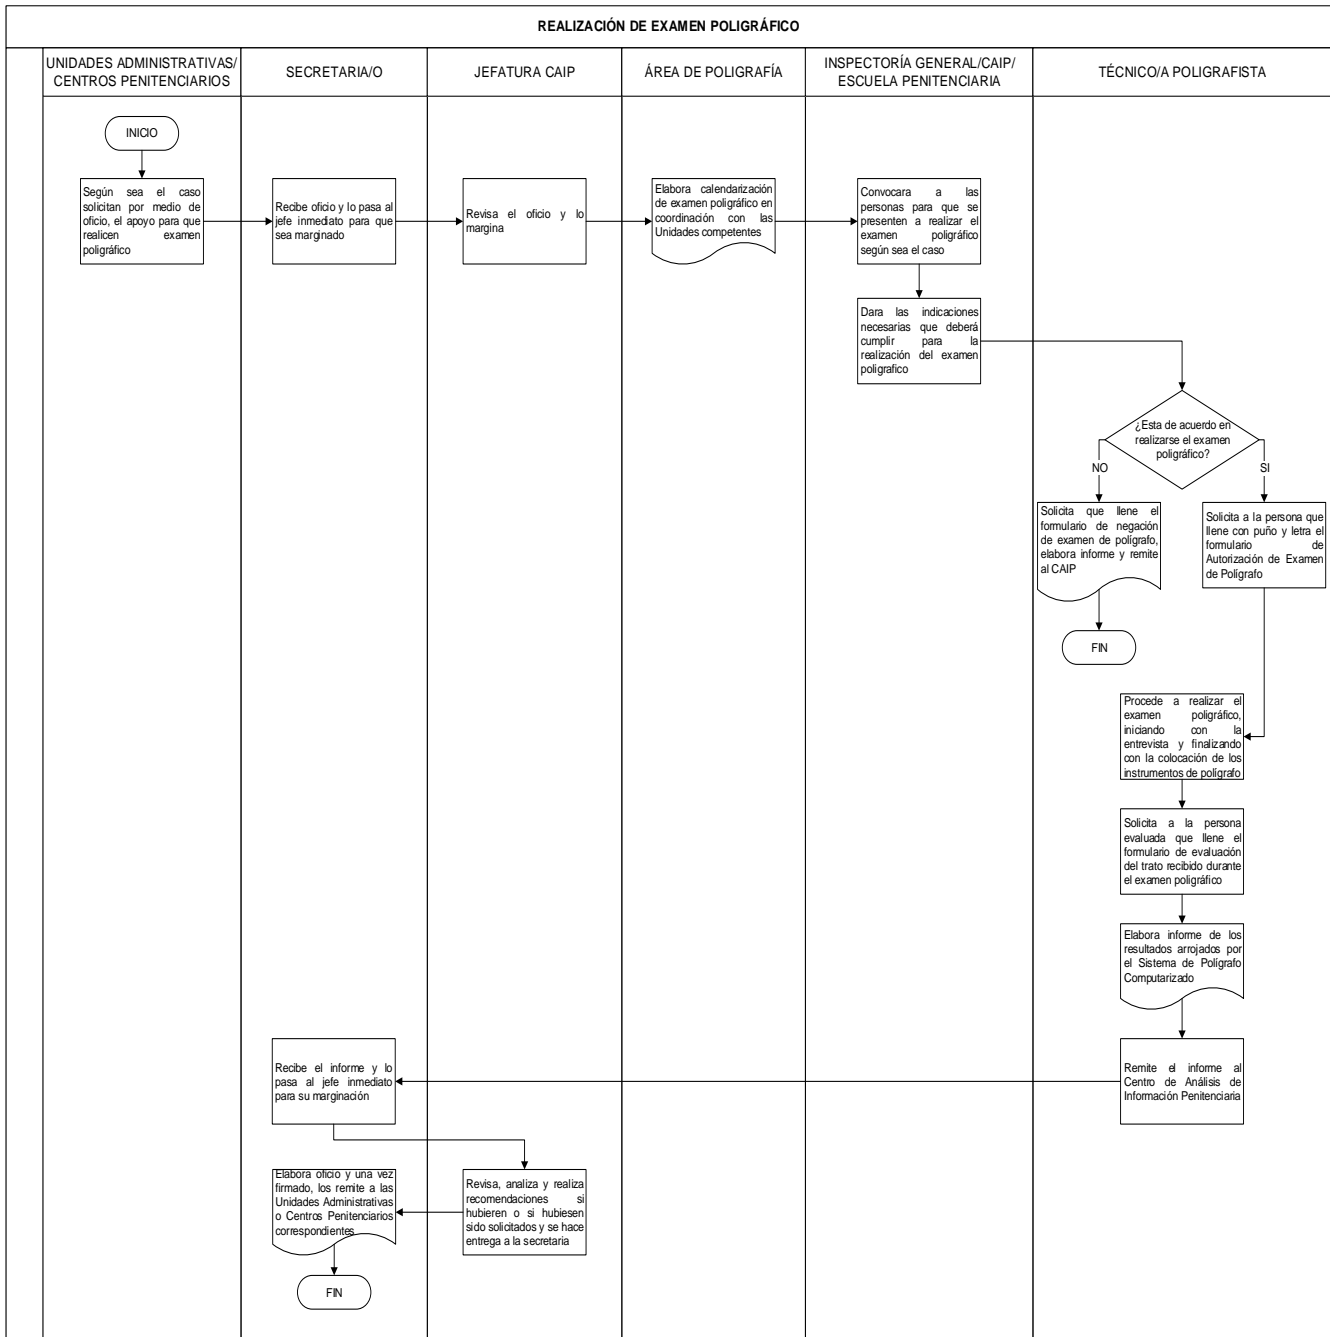 REALIZACIÓN DE EXAMEN POLIGRÁFICO
UNIDADES ADMINISTRATIVAS/
CENTROS PENITENCIARIOS
SECRETARIA/O
JEFATURA CAIP
ÁREA DE POLIGRAFÍA
INSPECTORÍA GENERAL/CAIP/
ESCUELA PENITENCIARIA
TÉCNICO/A POLIGRAFISTA
INICIO
Según sea el caso
solicitan por medio de
oficio, el apoyo para que
realicen examen
poligráfico
Recibe oficio y lo pasa al
jefe inmediato para que
sea marginado
Revisa el oficio y lo
margina
Elabora calendarización
de examen poligráfico en
coordinación con las
Unidades competentes
Convocara a las
personas para que se
presenten a realizar el
examen poligráfico
según sea el caso
Dara las indicaciones
necesarias que deberá
cumplir para la
realización del examen
poligrafico
¿Esta de acuerdo en
realizarse el examen
poligráfico?
NO
SI
Solicita que llene el
formulario de negación
de examen de polígrafo,
elabora informe y remite
al CAIP
FIN
Solicita a la persona que
llene con puño y letra el
formulario de
Autorización de Examen
de Polígrafo
Procede a realizar el
examen poligráfico,
iniciando con la
entrevista y finalizando
con la colocación de los
instrumentos de polígrafo
Solicita a la persona
evaluada que llene el
formulario de evaluación
del trato recibido durante
el examen poligráfico
Elabora informe de los
resultados arrojados por
el Sistema de Polígrafo
Computarizado
Remite el informe al
Centro de Análisis de
Información Penitenciaria
Recibe el informe y lo
pasa al jefe inmediato
para su marginación
Revisa, analiza y realiza
recomendaciones si
hubieren o si hubiesen
sido solicitados y se hace
entrega a la secretaria
Elabora oficio y una vez
firmado, los remite a las
Unidades Administrativas
o Centros Penitenciarios
correspondientes
FIN